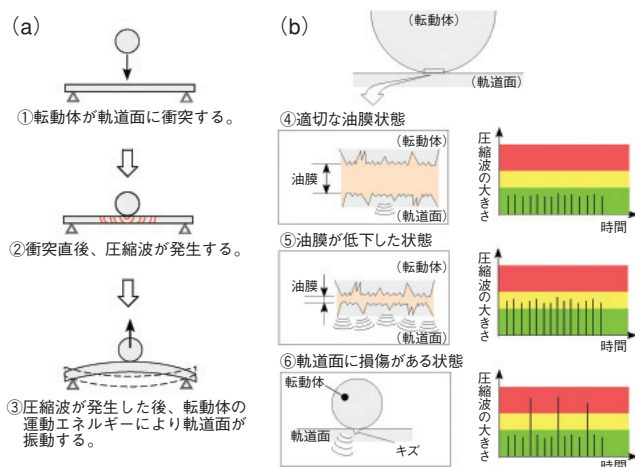 (a)
①転動体が軌道面に衝突する。
②衝突直後、圧縮波が発生する。
③圧縮波が発生した後、転動体の
運動エネルギーにより軌道面が
振動する。
(b)
(転動体)
(軌道面)
④適切な油膜状態
(転動体)
油膜
(軌道面)
圧縮波の大きさ
時間
⑤油膜が低下した状態
(転動体)
油膜
(軌道面)
圧縮波の大きさ
時間
⑥軌道面に損傷がある状態
転動体
軌道面
キズ
圧縮波の大きさ
時間